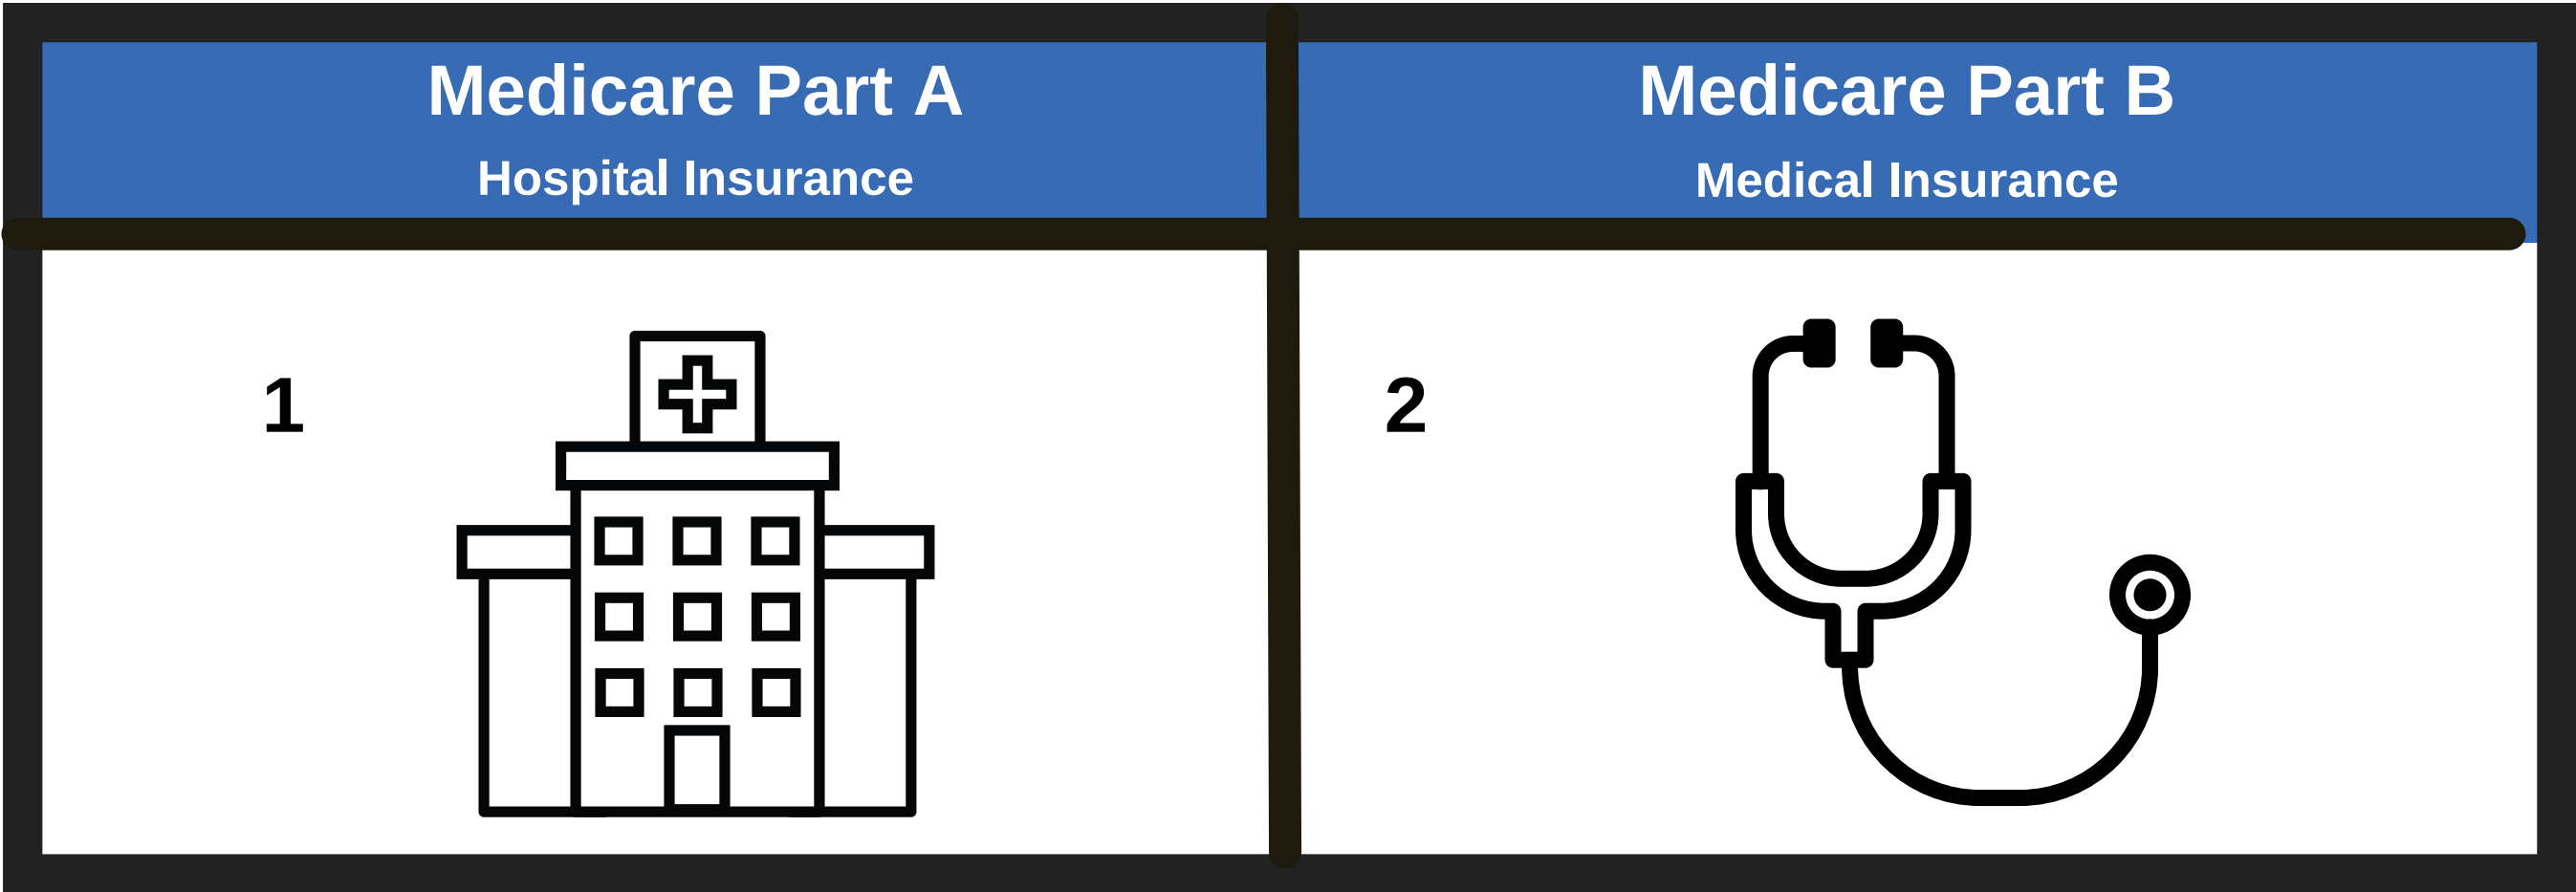 Medicare Part A
Hospital Insurance
Medicare Part B
Medical Insurance
1
2